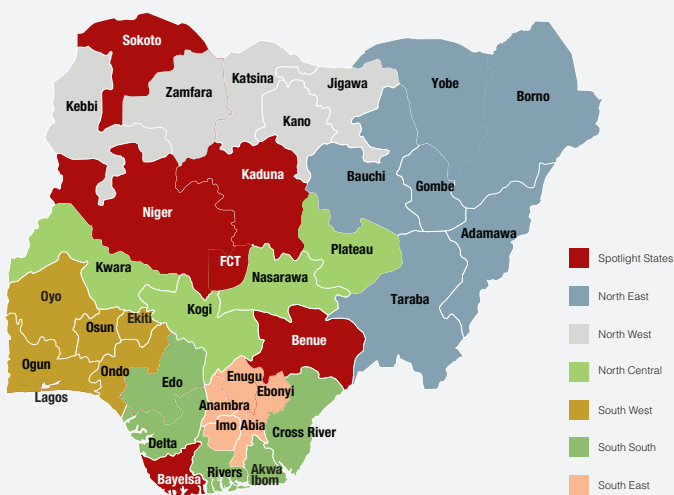 Sokoto
Katsina
Jigawa
Yobe
Borno
Kebbi
Zamfara
Kano
Kaduna
Bauchi
Gombe
Niger
Adamawa
FCT
Plateau
Kwara
Nasarawa
Taraba
Oyo
Kogi
Osun
Ekiti
Benue
Ogun
Ondo
Edo
Enugu
Ebonyi
Lagos
Anambra
Imo
Abia
Cross River
Delta
Rivers
Akwa
Ibom
Bayelsa
Spotlight States
North East
North West
North Central
South West
South South
South East